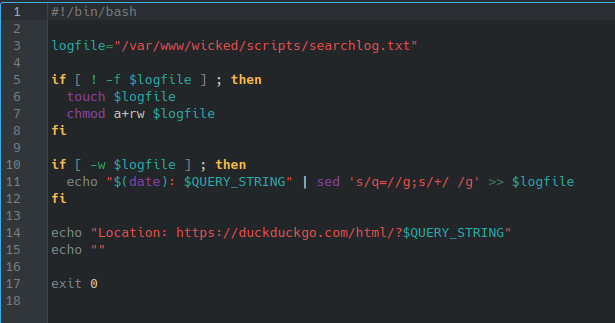 1 #!/bin/bash
2
3 logfile="/var/www/wicked/scripts/searchlog.txt"
4
5 if [ ! -f $logfile ] ; then
6   touch $logfile
7   chmod a+rw $logfile
8 fi
9
10 if [ -w $logfile ] ; then
11   echo "$(date): $QUERY_STRING" | sed 's/q=//g;s/+/ /g' >> $logfile
12 fi
13
14 echo "Location: https://duckduckgo.com/html/?$QUERY_STRING"
15 echo ""
16
17 exit 0
18